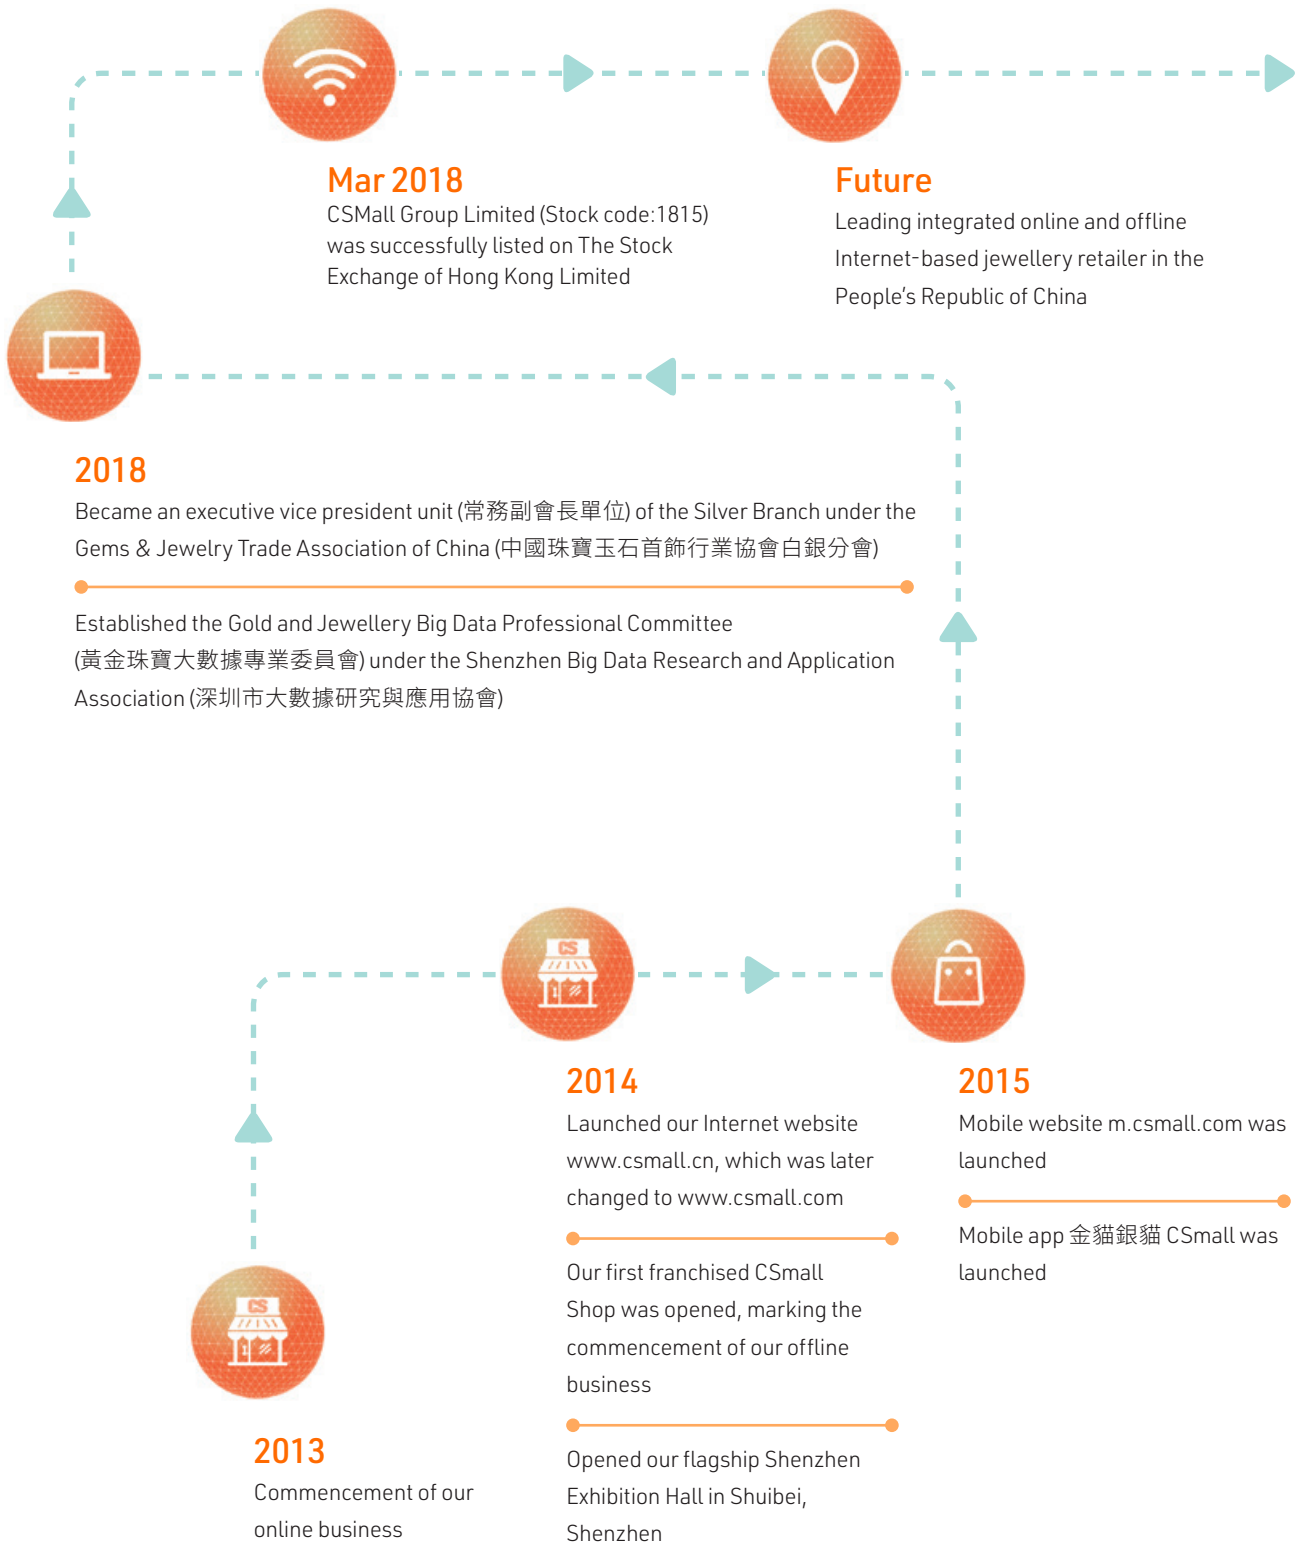 Mar 2018
CSMall Group Limited (Stock code:1815)
was successfully listed on The Stock
Exchange of Hong Kong Limited
Future
Leading integrated online and offline
Internet-based jewellery retailer in the
People's Republic of China
2018
Became an executive vice president unit (常務副會長單位) of the Silver Branch under the
Gems & Jewelry Trade Association of China (中國珠寶玉石首飾行業協會白銀分會)
Established the Gold and Jewellery Big Data Professional Committee
(黃金珠寶大數據專業委員會) under the Shenzhen Big Data Research and Application
Association (深圳市大數據研究與應用協會)
CS
2014
Launched our Internet website
www.csmall.cn, which was later
changed to www.csmall.com
Our first franchised CSmall
Shop was opened, marking the
commencement of our offline
business
Opened our flagship Shenzhen
Exhibition Hall in Shuibei,
Shenzhen
2015
Mobile website m.csmall.com was
launched
Mobile app 金貓銀貓 CSmall was
launched
CS
2013
Commencement of our
online business